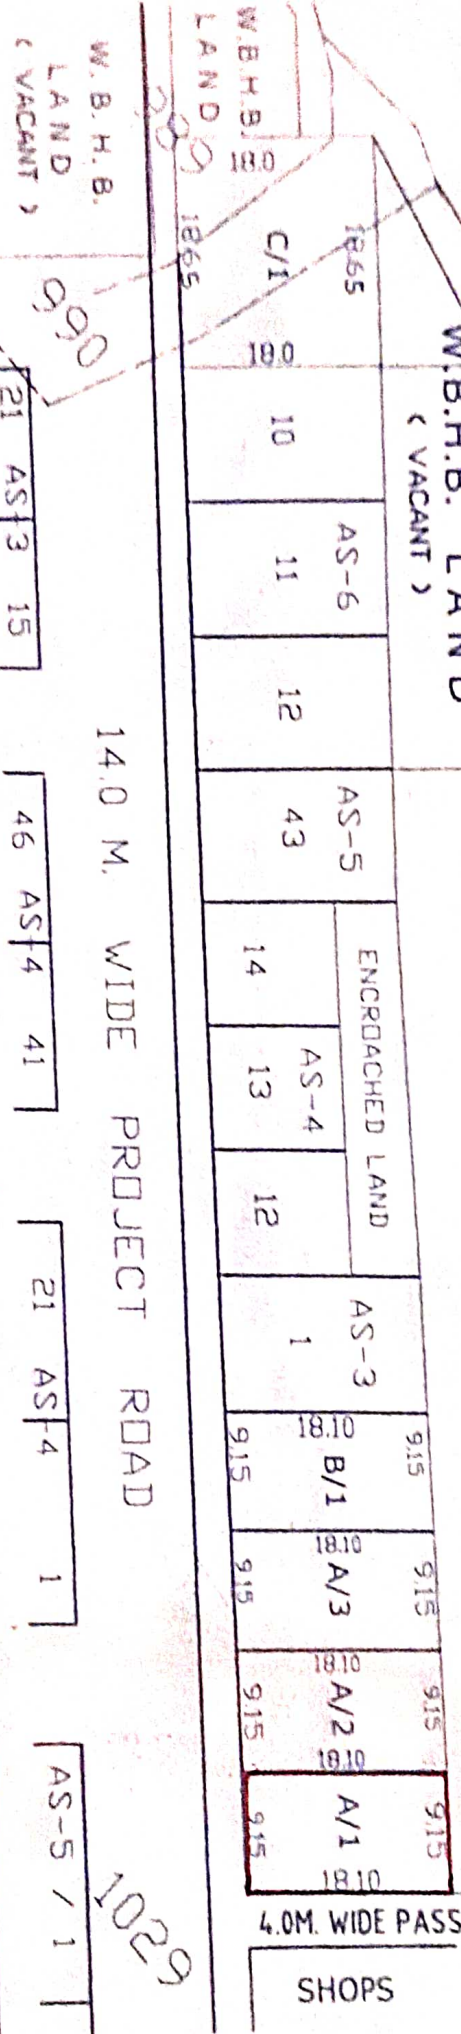 W.B.H.B.
LAND
18.0
18.65
C/1
18.65
18.0
289
W. B. H. B.
LAND
( VACANT )
990
W.B.H.B. LAND
( VACANT )
10
AS-6
11
12
AS-5
43
ENCROACHED LAND
14
AS-4
13
12
AS-3
1
9.15
18.10
B/1
9.15
9.15
18.10
A/3
9.15
9.15
18.10
A/2
18.10
9.15
9.15
A/1
18.10
9.15
4.0M. WIDE PASS
SHOPS
14.0 M. WIDE PROJECT ROAD
21 AS-3 15
46 AS-4 41
21 AS-4 1
AS-5 / 1
1029